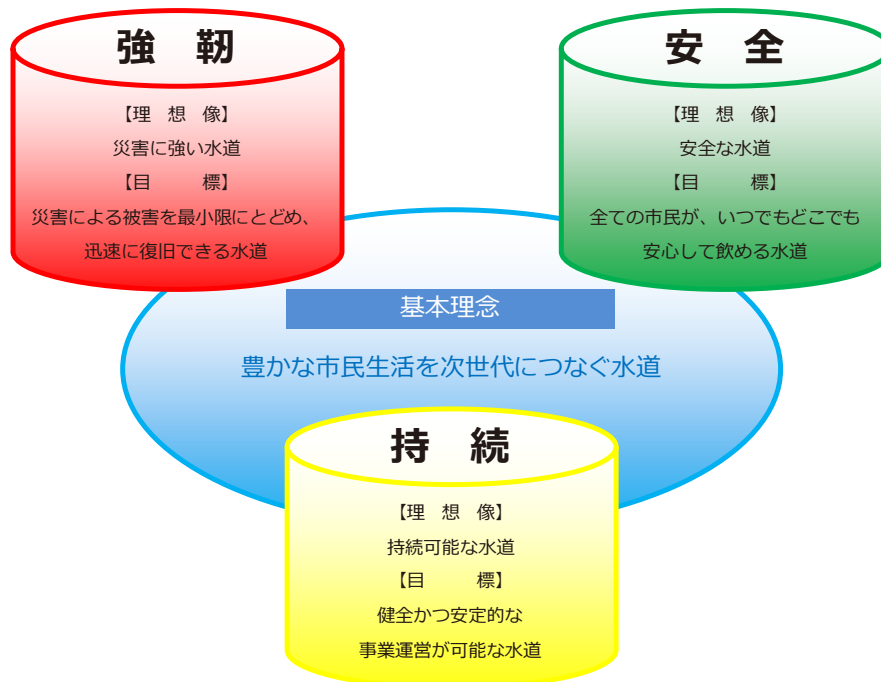 強　靭
【理　想　像】
災害に強い水道
【目　　　標】
災害による被害を最小限にとどめ、
迅速に復旧できる水道
安　全
【理　想　像】
安全な水道
【目　　　標】
全ての市民が、いつでもどこでも
安心して飲める水道
基本理念
豊かな市民生活を次世代につなぐ水道
持　続
【理　想　像】
持続可能な水道
【目　　　標】
健全かつ安定的な
事業運営が可能な水道